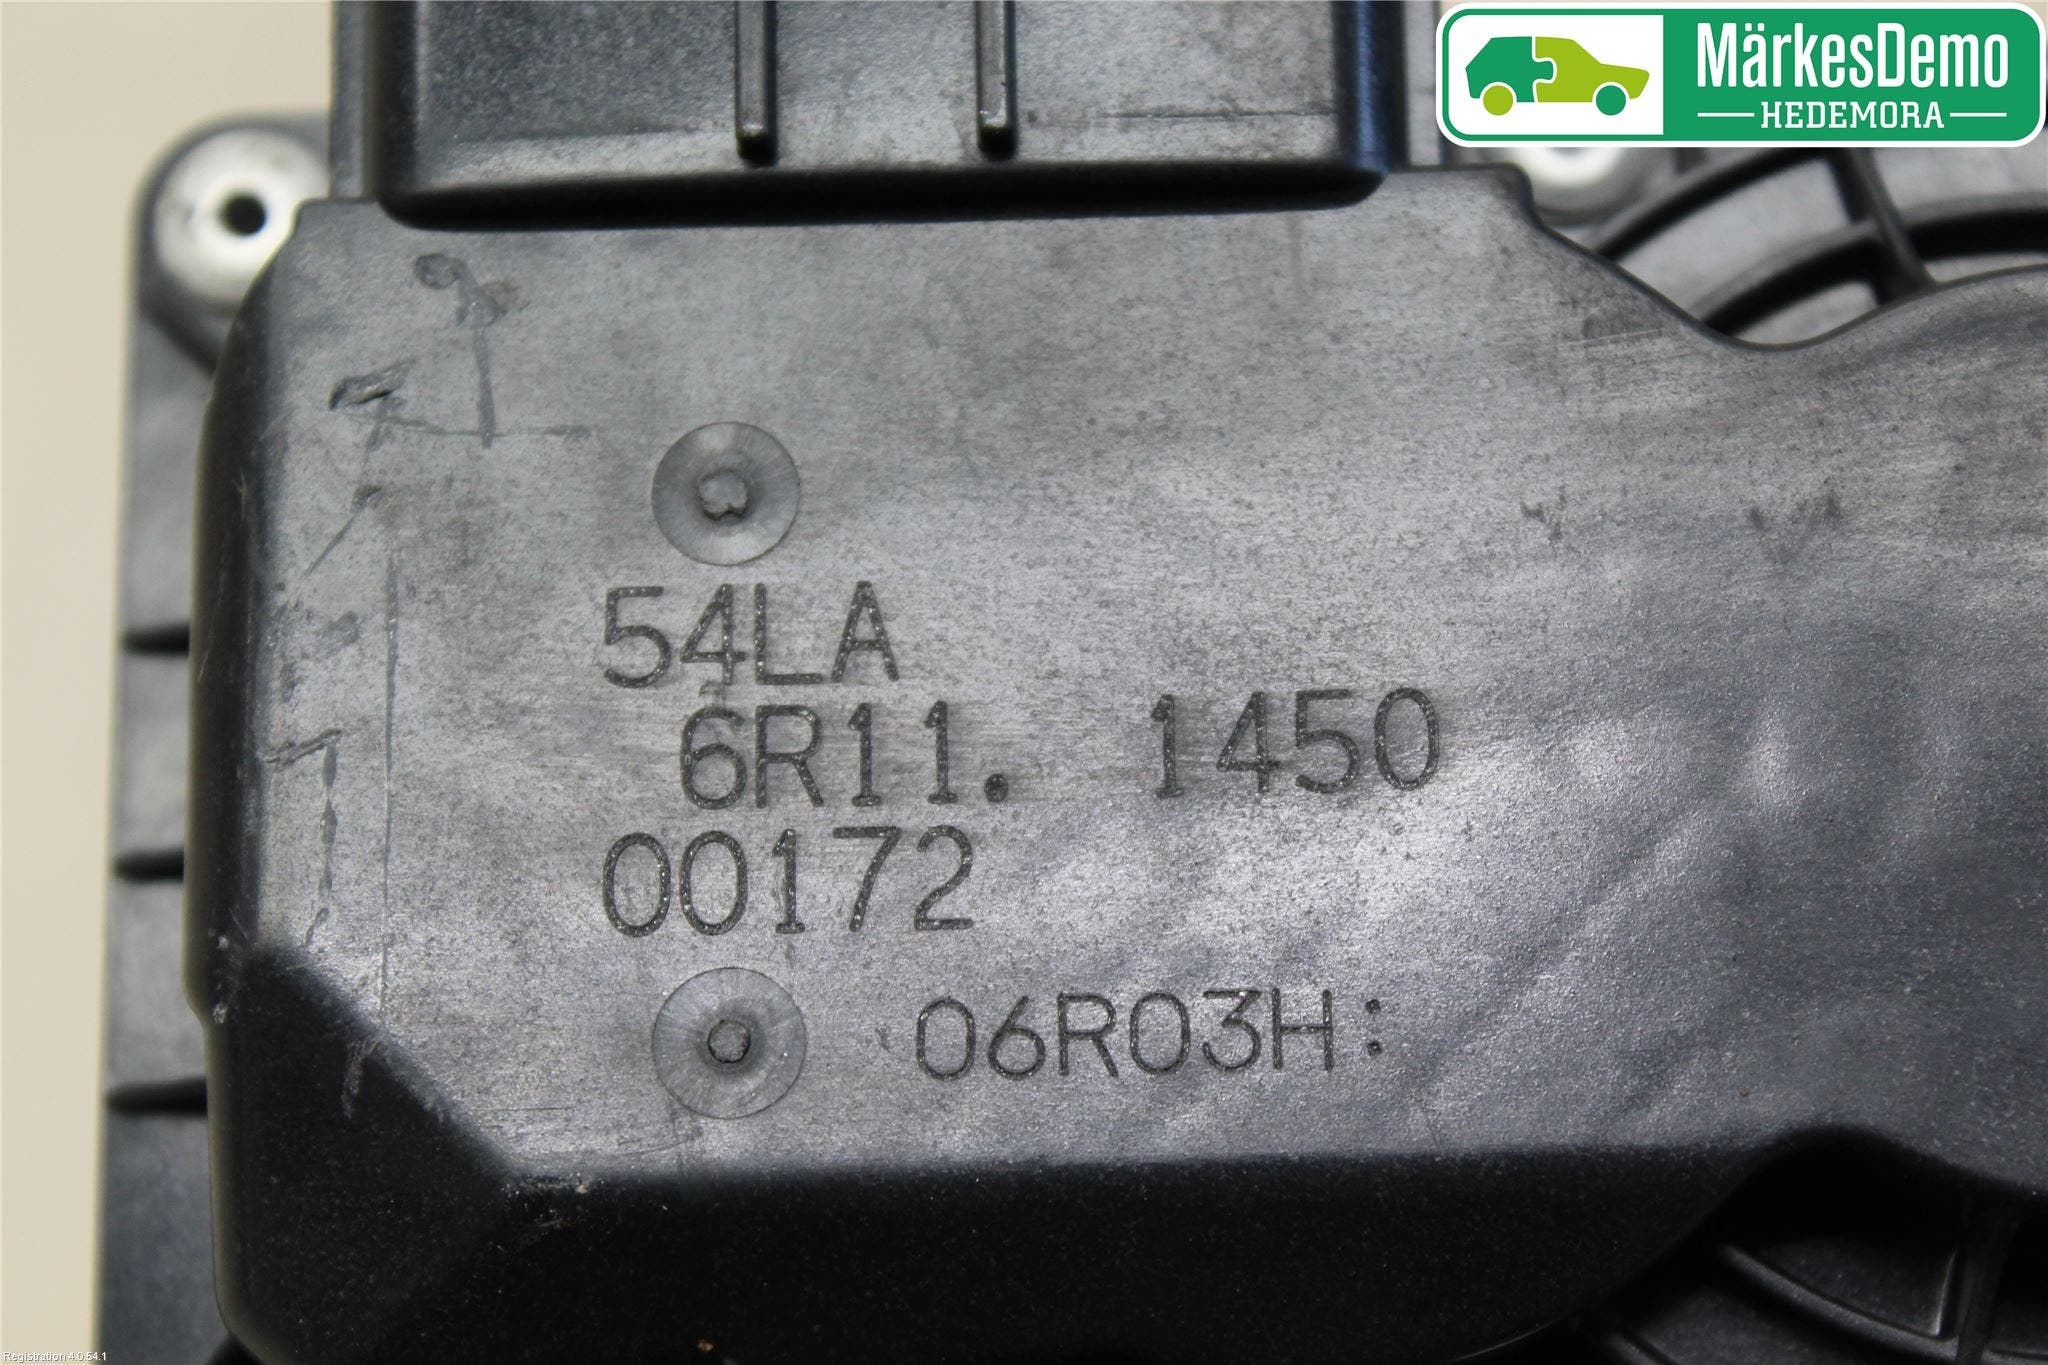 MärkesDemo
HEDEMORA
54LA
6R11. 1450
00172
06R03H:
Registration 4.0.54.1